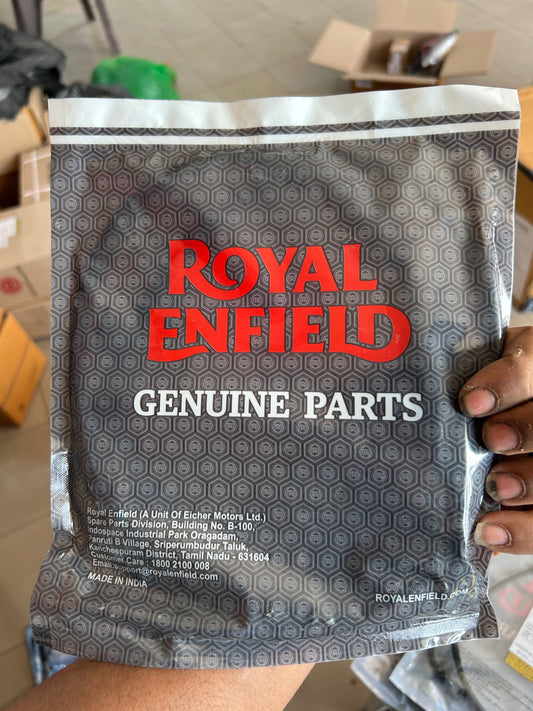 ROYAL
ENFIELD
GENUINE PARTS
Royal Enfield (A Unit Of Eicher Motors Ltd.)
Spare Parts Division, Building No. B-100,
Indospace Industrial Park Oragadam,
Panruti B Village, Sriperumbudur Taluk,
Kancheepuram District, Tamil Nadu - 631604
Customer Care : 1800 2100 008
Email:support@royalenfield.com
MADE IN INDIA
ROYALENFIELD.COM